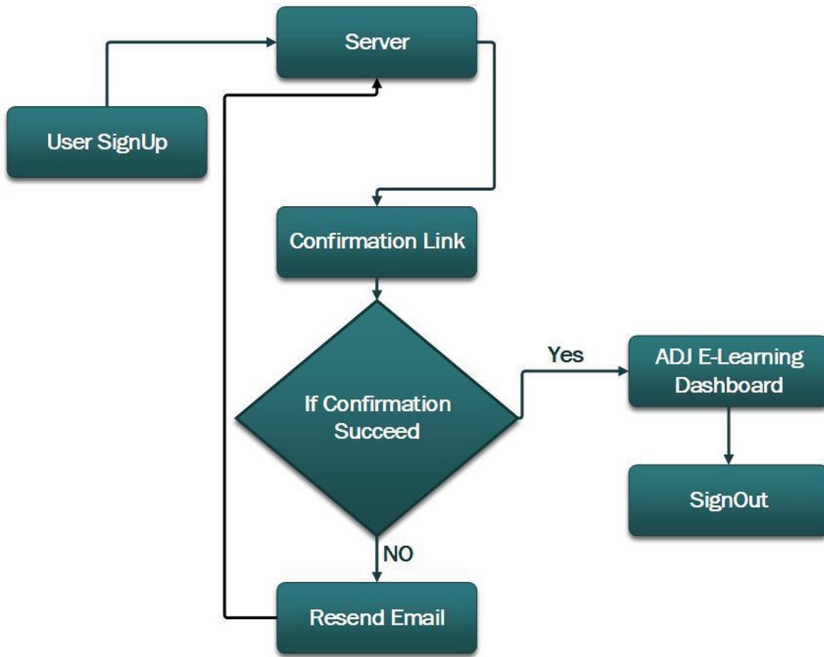 Server
User SignUp
Confirmation Link
If Confirmation
Succeed
Yes
ADJ E-Learning
Dashboard
SignOut
NO
Resend Email